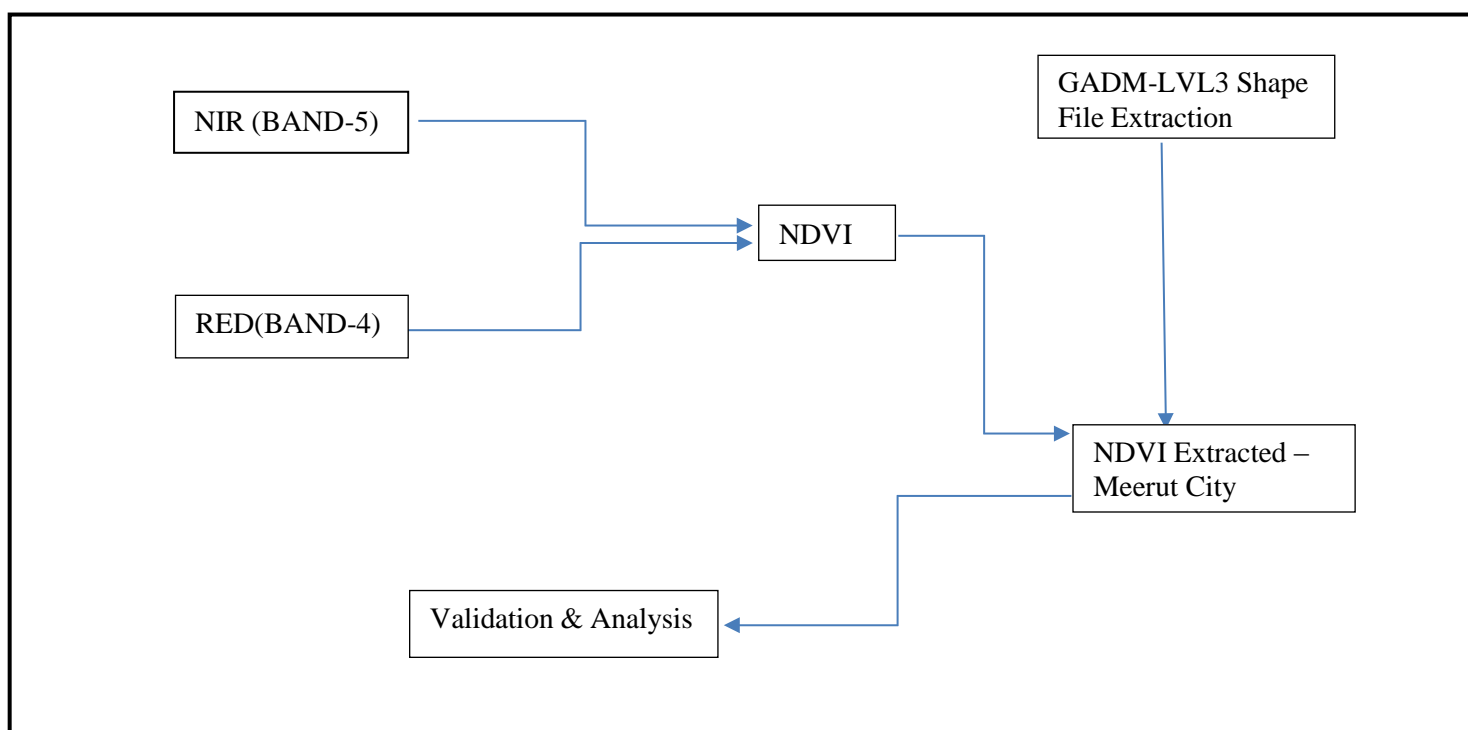 GADM-LVL3 Shape
File Extraction
NIR (BAND-5)
NDVI
RED(BAND-4)
NDVI Extracted –
Meerut City
Validation & Analysis